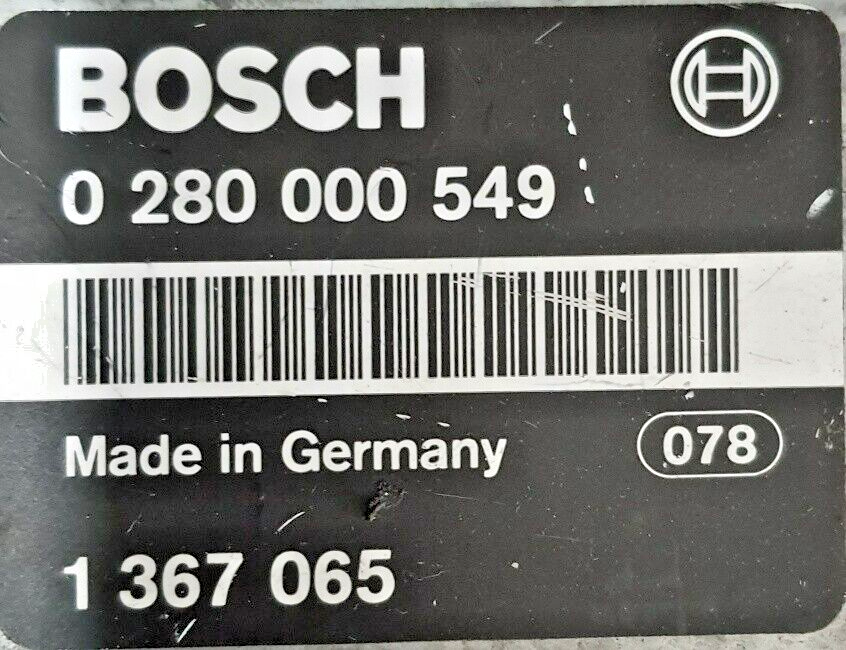 BOSCH
0 280 000 549
Made in Germany 078
1 367 065